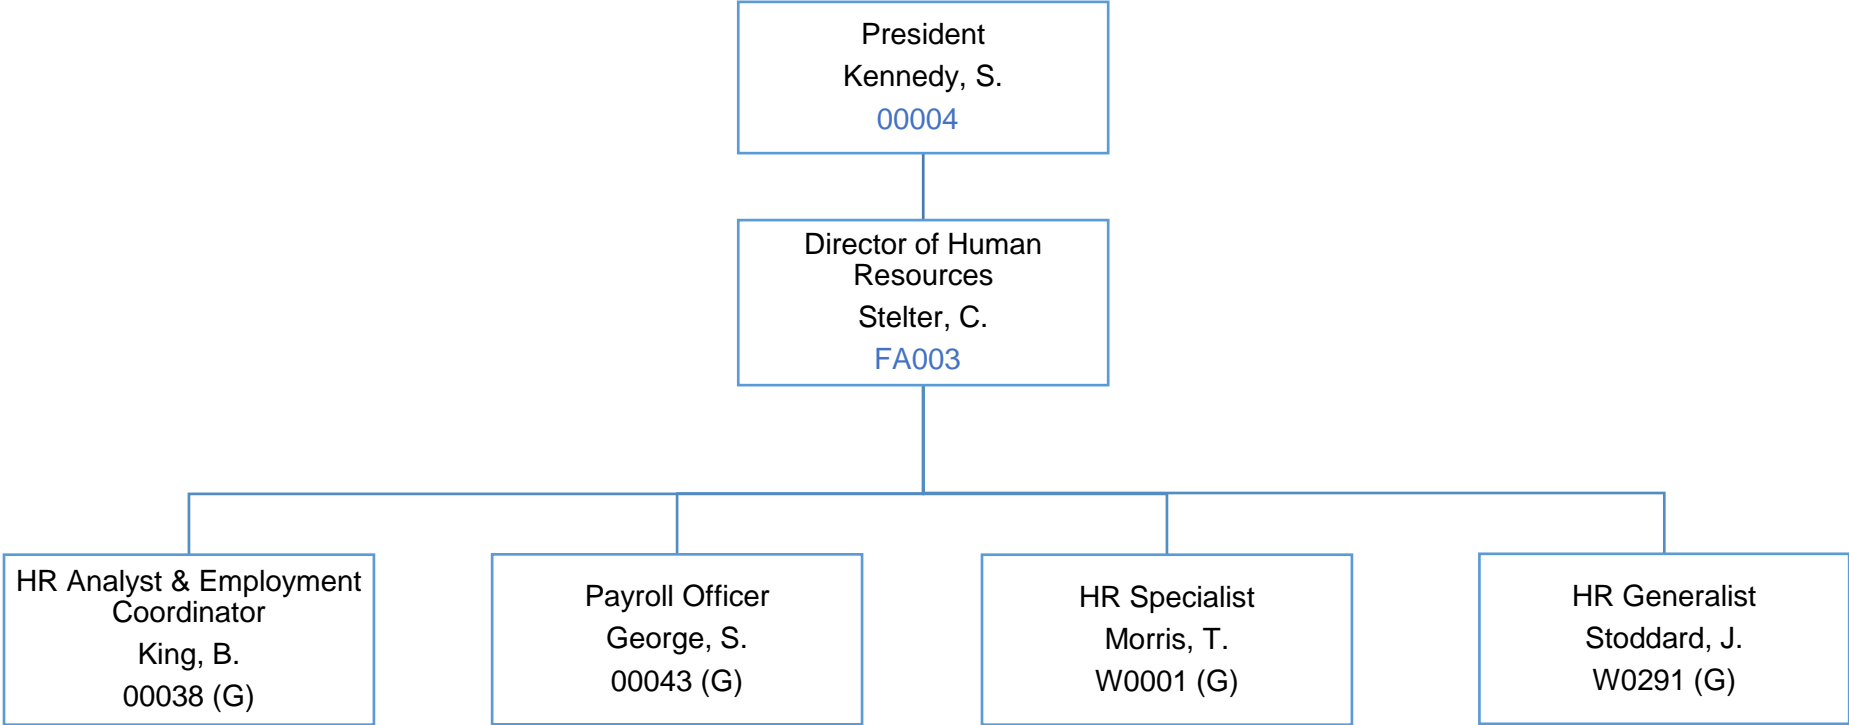 President
Kennedy, S.
00004
Director of Human
Resources
Stelter, C.
FA003
HR Analyst & Employment
Coordinator
King, B.
00038 (G)
Payroll Officer
George, S.
00043 (G)
HR Specialist
Morris, T.
W0001 (G)
HR Generalist
Stoddard, J.
W0291 (G)